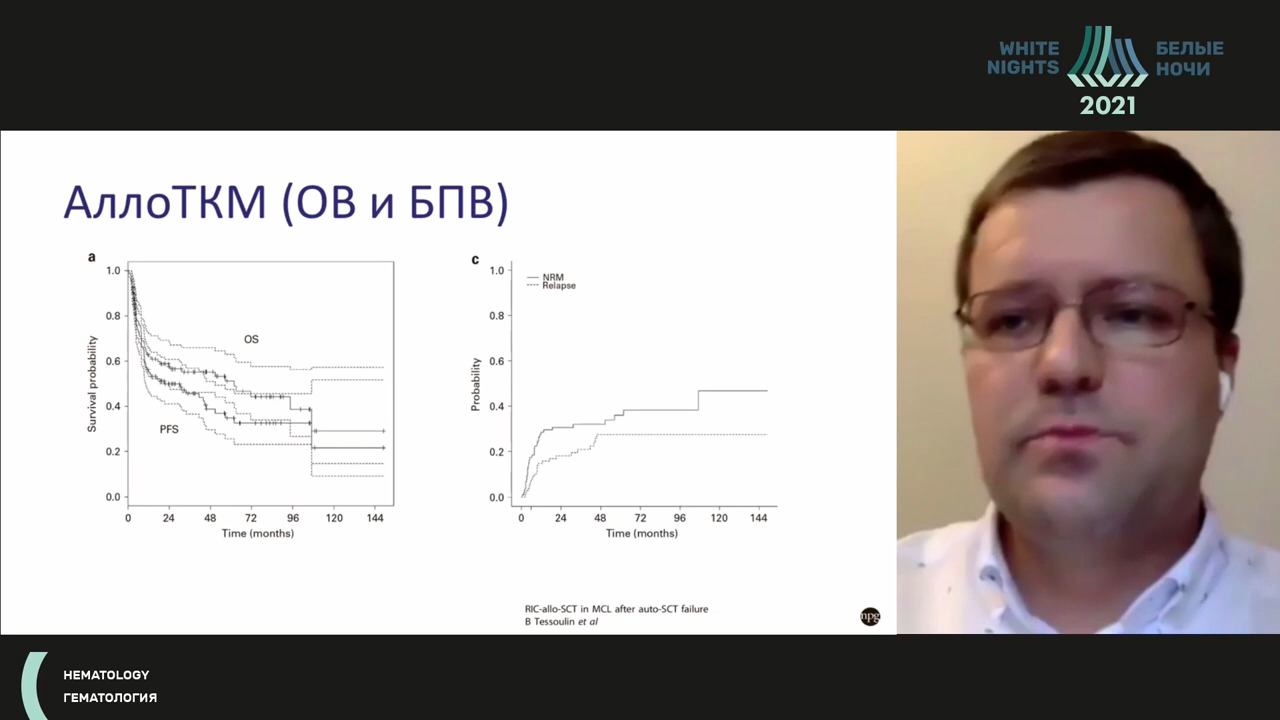 WHITE
NIGHTS
БЕЛЫЕ
НОЧИ
2021
АллоТКМ (ОВ и БПВ)
a
1.0
0.8
0.6
0.4
0.2
0.0
Survival probability
OS
PFS
0 24 48 72 96 120 144
Time (months)
c
NRM
Relapse
1.0
0.8
0.6
0.4
0.2
0.0
Probability
0 24 48 72 96 120 144
Time (months)
RIC-allo-SCT in MCL after auto-SCT failure
B Tessoulin et al
npg
HEMATOLOGY
ГЕМАТОЛОГИЯ